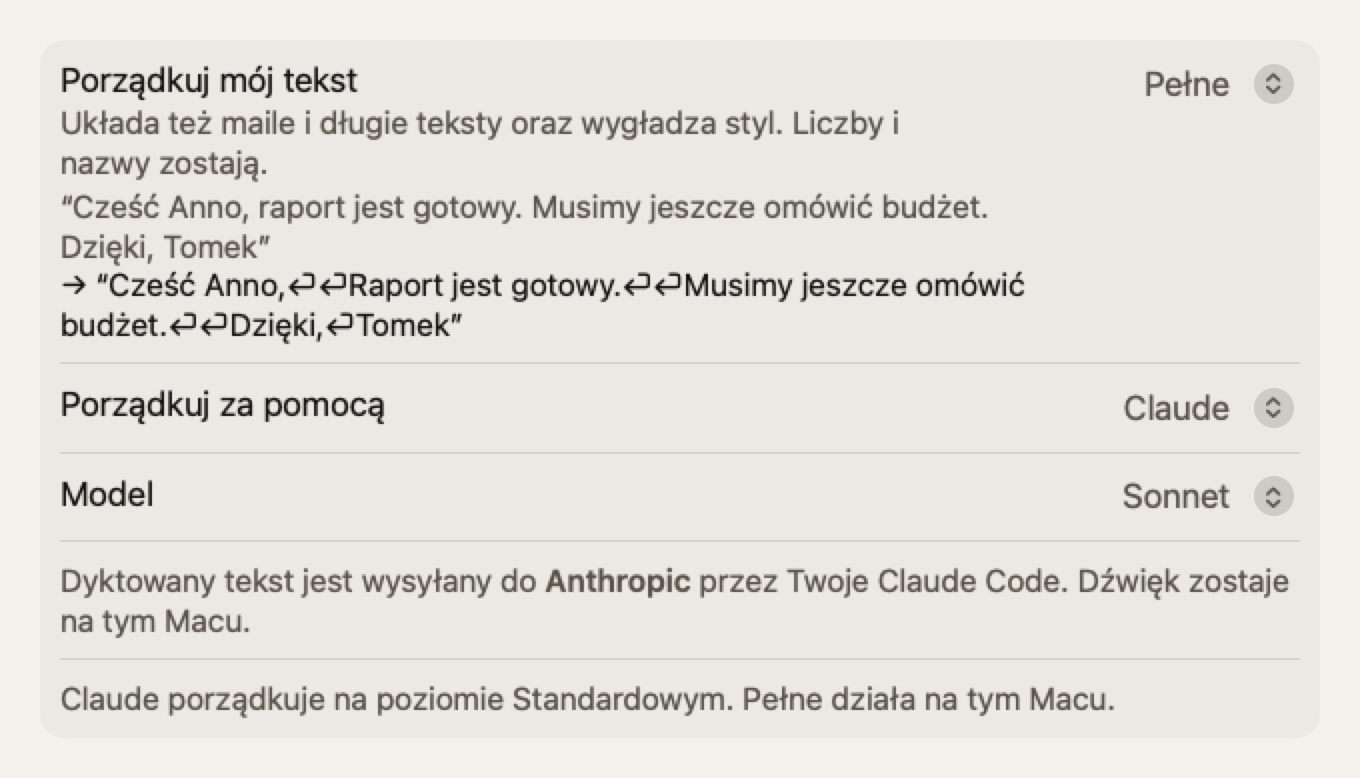 Porządkuj mój tekst
Pełne
Układa też maile i długie teksty oraz wygładza styl. Liczby i
nazwy zostają.
“Cześć Anno, raport jest gotowy. Musimy jeszcze omówić budżet.
Dzięki, Tomek”
→ “Cześć Anno,⏎⏎Raport jest gotowy.⏎⏎Musimy jeszcze omówić
budżet.⏎⏎Dzięki,⏎Tomek”
Porządkuj za pomocą
Claude
Model
Sonnet
Dyktowany tekst jest wysyłany do Anthropic przez Twoje Claude Code. Dźwięk zostaje
na tym Macu.
Claude porządkuje na poziomie Standardowym. Pełne działa na tym Macu.